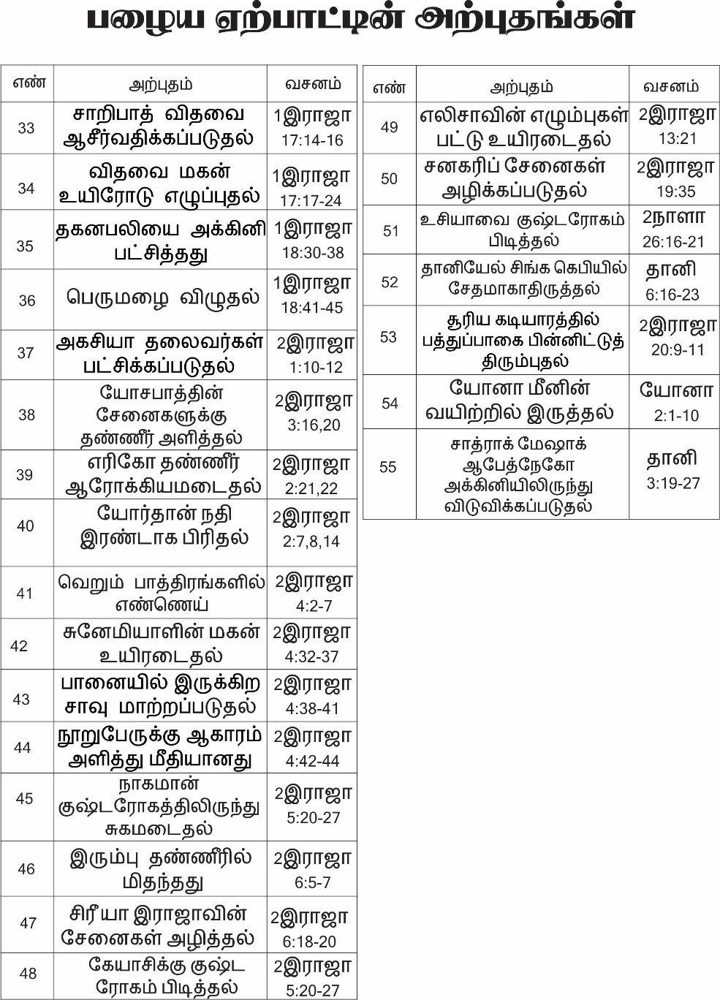 பழைய ஏற்பாட்டின் அற்புதங்கள்
எண் அற்புதம் வசனம்
33 சாறிபாத் விதவை ஆசீர்வதிக்கப்படுதல் 1இராஜா 17:14-16
34 விதவை மகன் உயிரோடு எழுப்புதல் 1இராஜா 17:17-24
35 தகனபலியை அக்கினி பட்சித்தது 1இராஜா 18:30-38
36 பெருமழை விழுதல் 1இராஜா 18:41-45
37 அகசியா தலைவர்கள் பட்சிக்கப்படுதல் 2இராஜா 1:10-12
38 யோசபாத்தின் சேனைகளுக்கு தண்ணீர் அளித்தல் 2இராஜா 3:16,20
39 எரிகோ தண்ணீர் ஆரோக்கியமடைதல் 2இராஜா 2:21,22
40 யோர்தான் நதி இரண்டாக பிரிதல் 2இராஜா 2:7,8,14
41 வெறும் பாத்திரங்களில் எண்ணெய் 2இராஜா 4:2-7
42 சுனேமியாளின் மகன் உயிரடைதல் 2இராஜா 4:32-37
43 பானையில் இருக்கிற சாவு மாற்றப்படுதல் 2இராஜா 4:38-41
44 நூறுபேருக்கு ஆகாரம் அளித்து மீதியானது 2இராஜா 4:42-44
45 நாகமான் குஷ்டரோகத்திலிருந்து சுகமடைதல் 2இராஜா 5:20-27
46 இரும்பு தண்ணீரில் மிதந்தது 2இராஜா 6:5-7
47 சிரீயா இராஜாவின் சேனைகள் அழித்தல் 2இராஜா 6:18-20
48 கேயாசிக்கு குஷ்ட ரோகம் பிடித்தல் 2இராஜா 5:20-27
எண் அற்புதம் வசனம்
49 எலிசாவின் எழும்புகள் பட்டு உயிரடைதல் 2இராஜா 13:21
50 சனகரிப் சேனைகள் அழிக்கப்படுதல் 2இராஜா 19:35
51 உசியாவை குஷ்டரோகம் பிடித்தல் 2நாளா 26:16-21
52 தானியேல் சிங்க கெபியில் சேதமாகாதிருத்தல் தானி 6:16-23
53 சூரிய கடியாரத்தில் பத்துப்பாகை பின்னிட்டுத் திரும்புதல் 2இராஜா 20:9-11
54 யோனா மீனின் வயிற்றில் இருத்தல் யோனா 2:1-10
55 சாத்ராக் மேஷாக் ஆபேத்நேகோ அக்கினியிலிருந்து விடுவிக்கப்படுதல் தானி 3:19-27